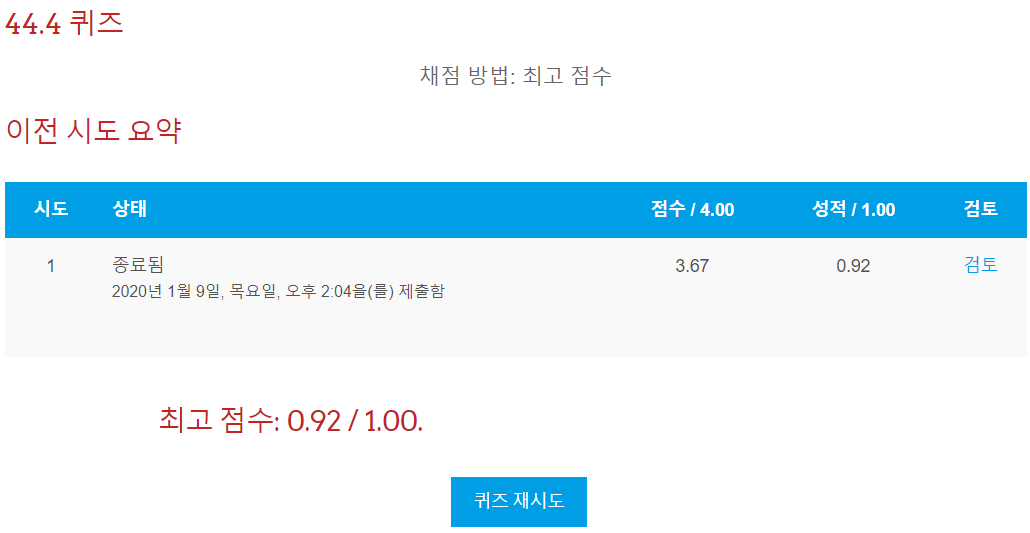 44.4 퀴즈
채점 방법: 최고 점수
이전 시도 요약
시도 상태 점수 / 4.00 성적 / 1.00 검토
1 종료됨 3.67 0.92 검토
2020년 1월 9일, 목요일, 오후 2:04을(를) 제출함
최고 점수: 0.92 / 1.00.
퀴즈 재시도